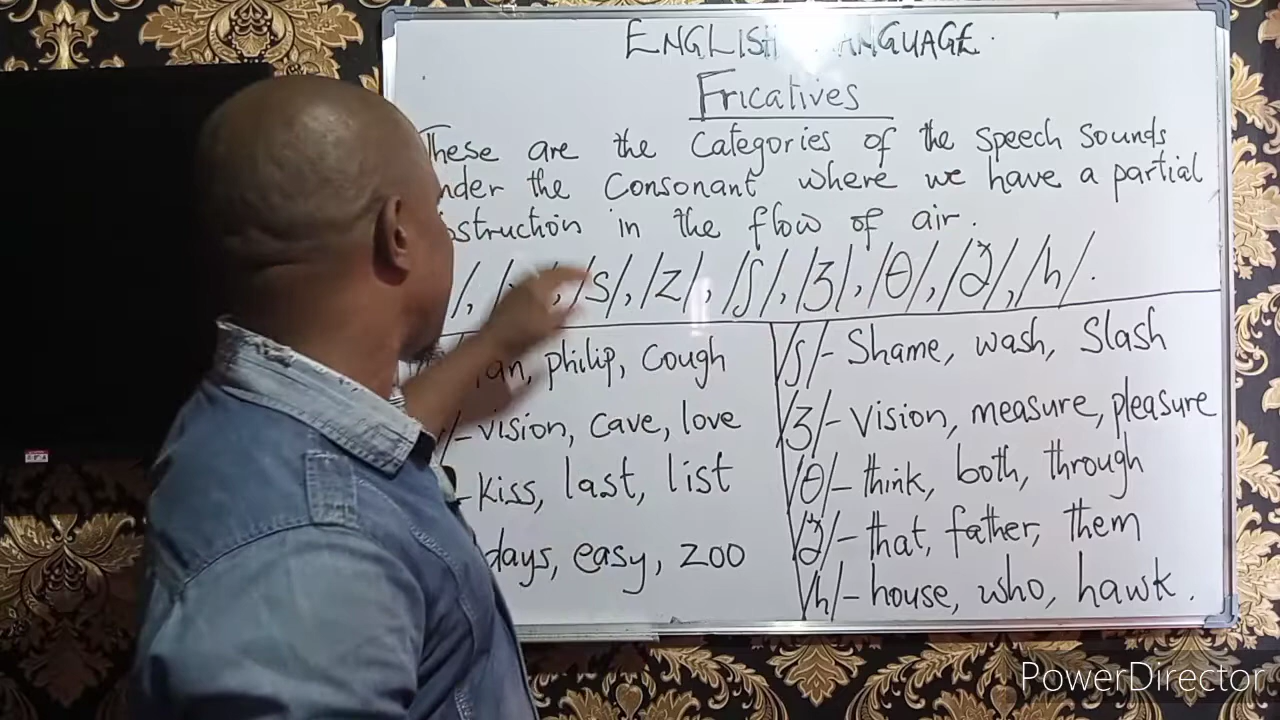 ENGLISH LANGUAGE.
Fricatives
These are the categories of the speech sounds
under the consonant where we have a partial
obstruction in the flow of air.
/s/, /z/, /ʃ/, /ʒ/, /θ/, /ð/, /h/.
philip, cough
vision, cave, love
kiss, last, list
days, easy, zoo
/ʃ/- Shame, wash, Slash
/ʒ/- vision, measure, pleasure
/θ/- think, both, through
/ð/- that, father, them
/h/- house, who, hawk.
PowerDirector